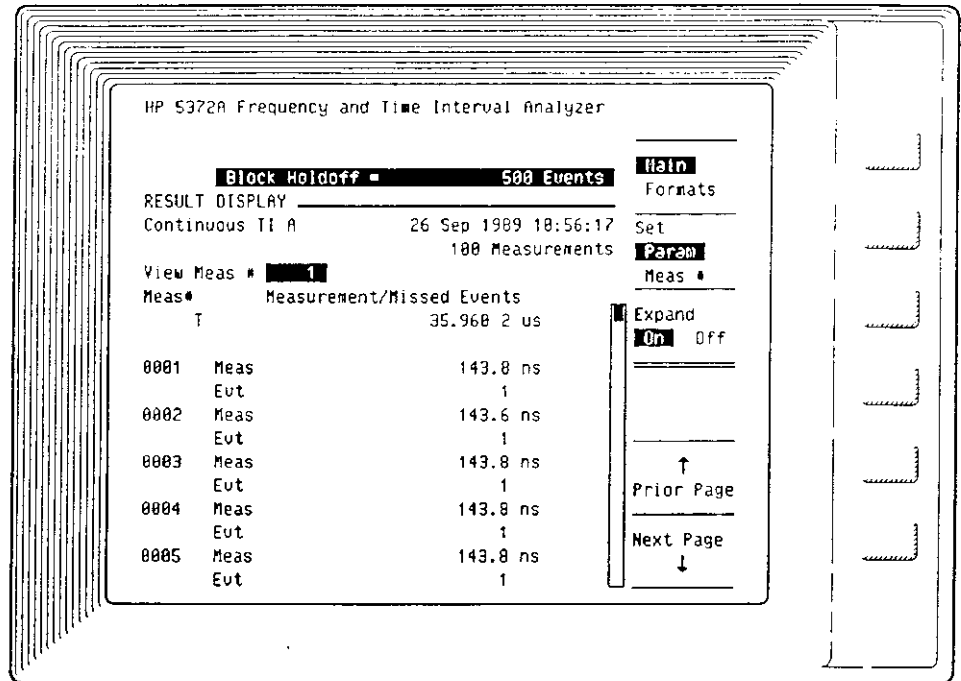 HP 5372A Frequency and Time Interval Analyzer
Block Holdoff = 500 Events
RESULT DISPLAY
Continuous TI A 26 Sep 1989 10:56:17
100 Measurements
View Meas # 1
Meas# Measurement/Missed Events
T 35.960 2 us
0001 Meas 143.8 ns
Evt 1
0002 Meas 143.6 ns
Evt 1
0003 Meas 143.8 ns
Evt 1
0004 Meas 143.8 ns
Evt 1
0005 Meas 143.8 ns
Evt 1
Main
Formats
Set
Param
Meas #
Expand
On Off
↑
Prior Page
Next Page
↓